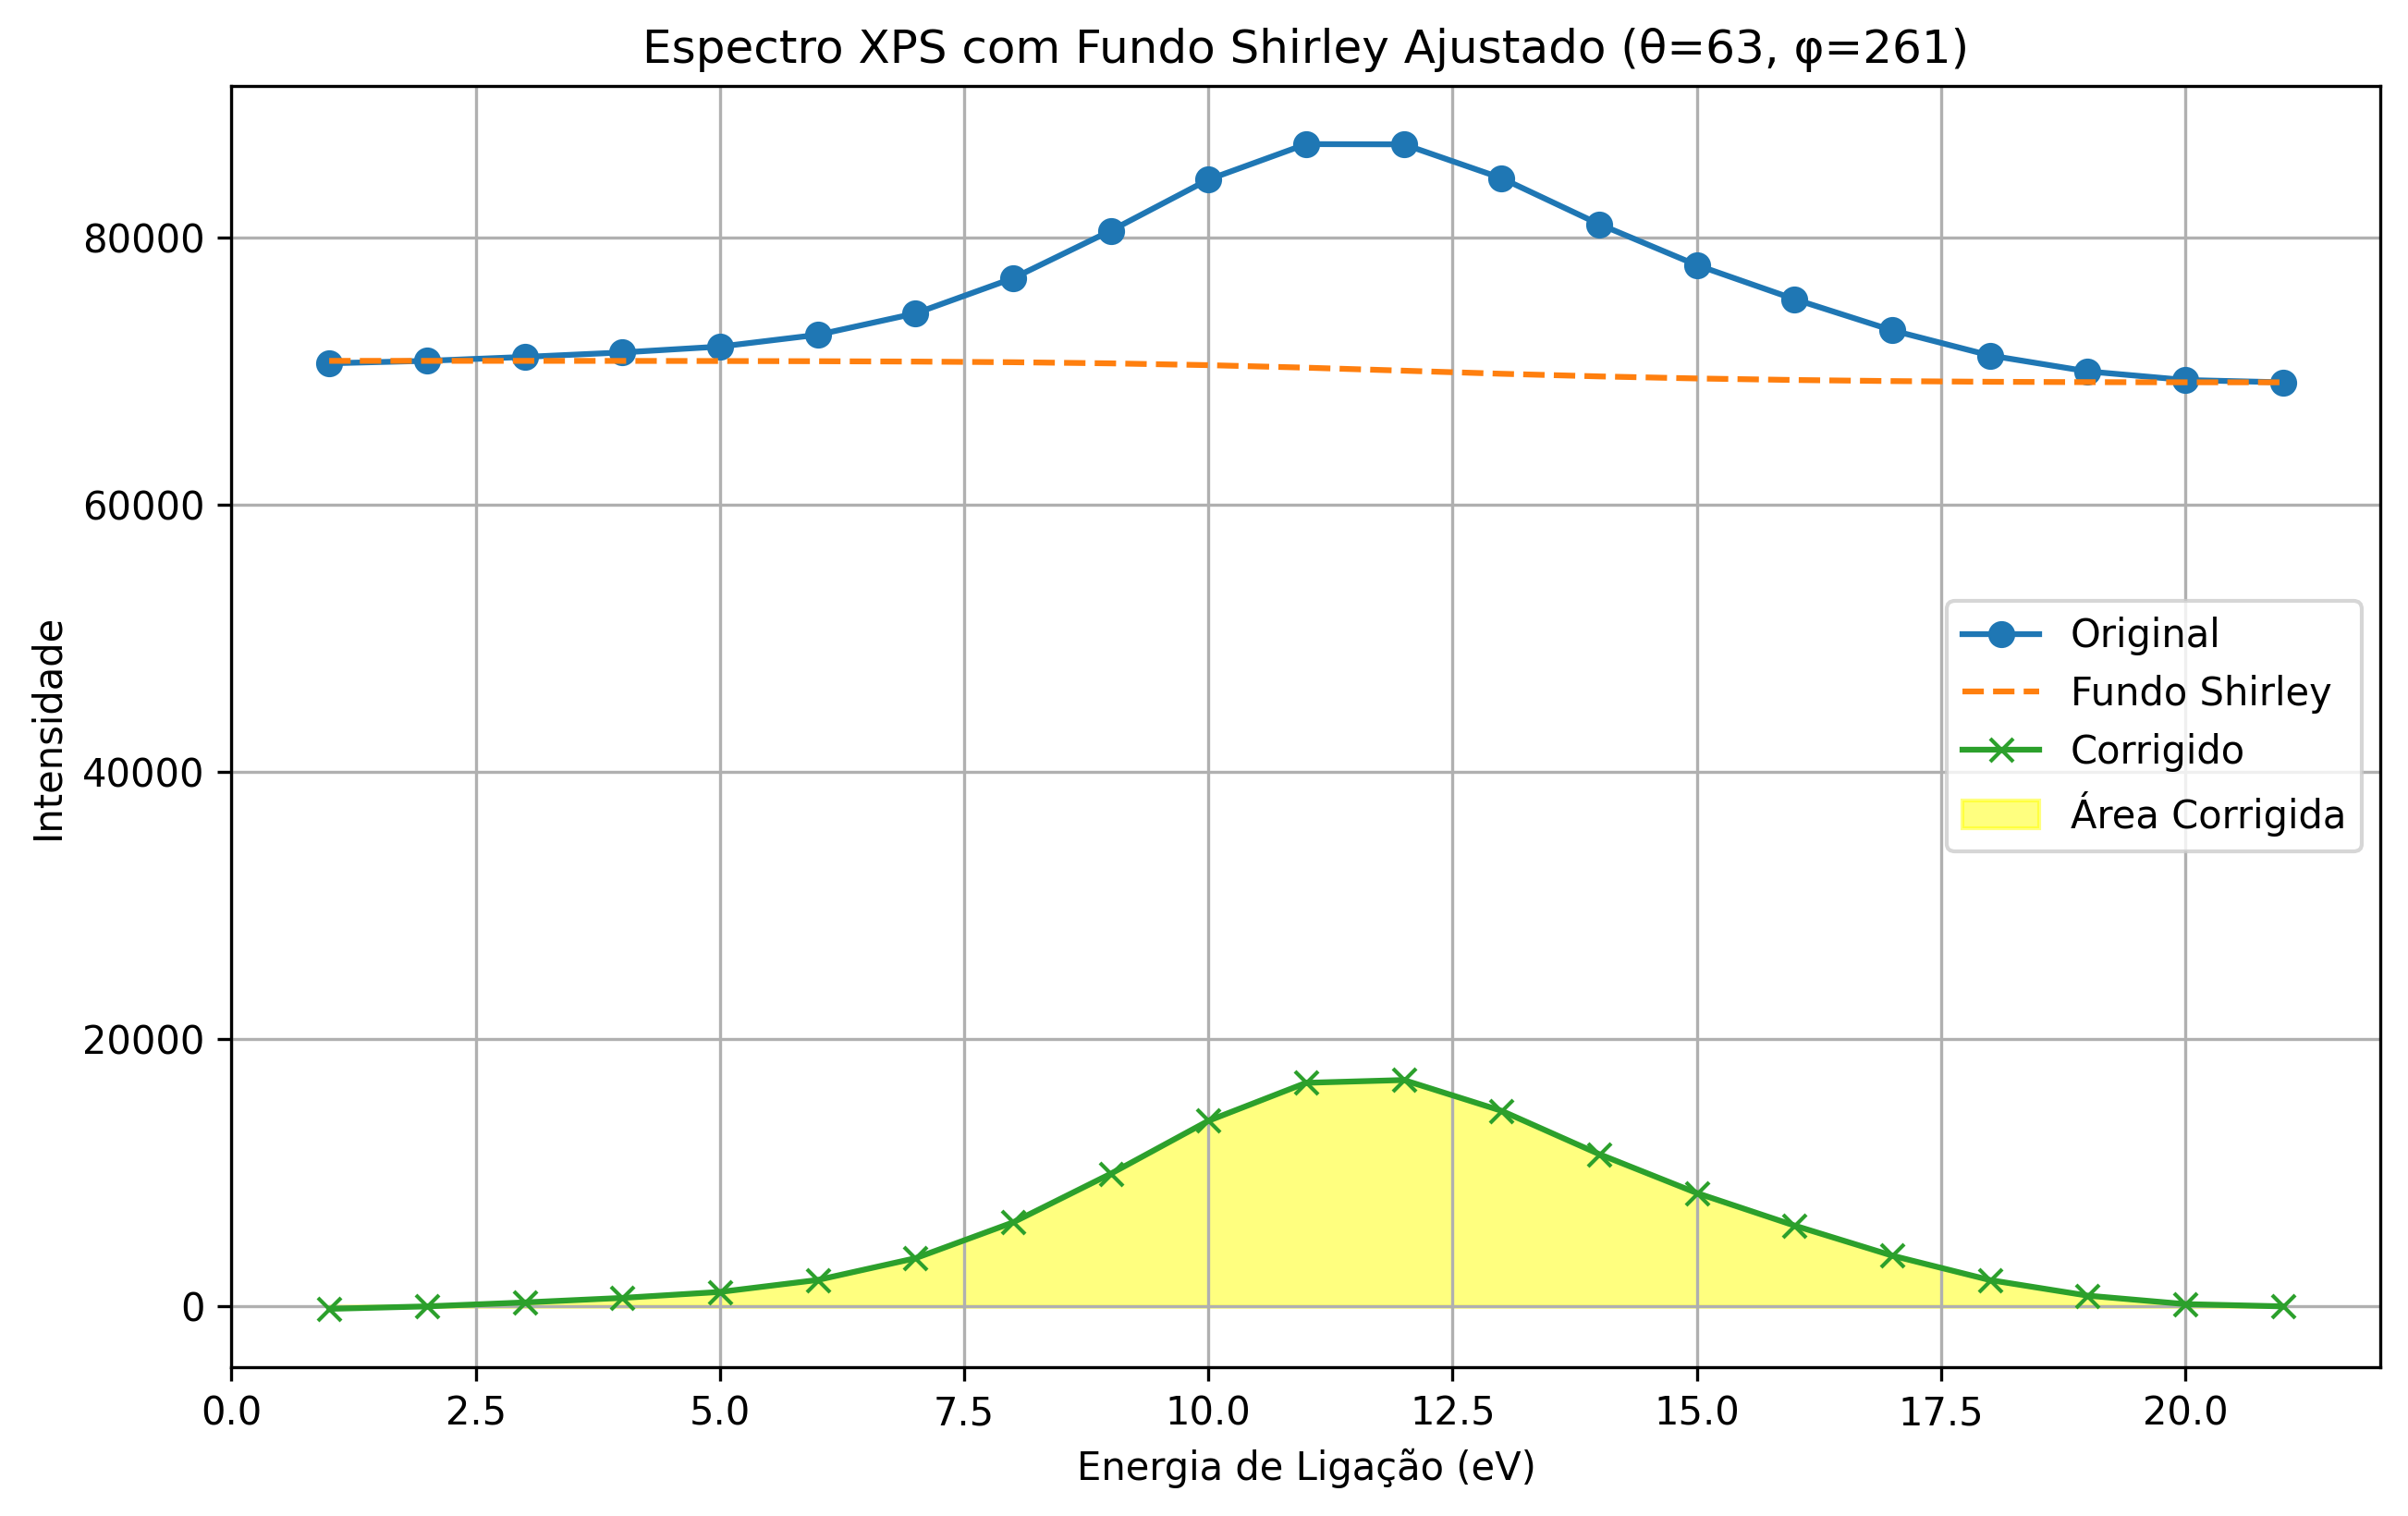 Espectro XPS com Fundo Shirley Ajustado (θ=63, φ=261)
Intensidade
80000
60000
40000
20000
0
Original
Fundo Shirley
Corrigido
Área Corrigida
0.0 2.5 5.0 7.5 10.0 12.5 15.0 17.5 20.0
Energia de Ligação (eV)